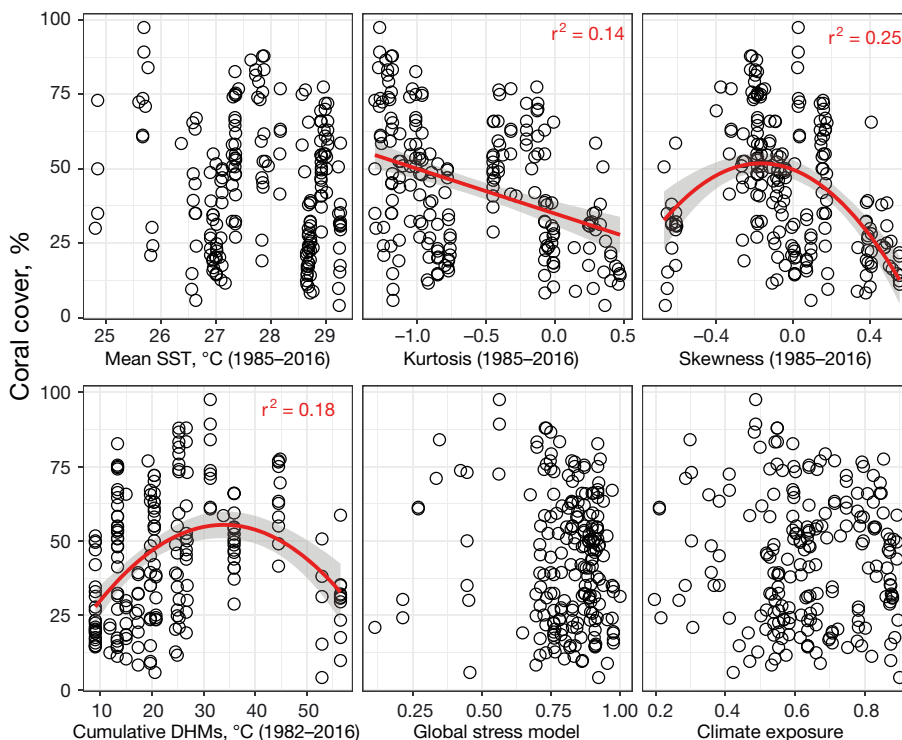 Coral cover, %
100
75
50
25
0
25 26 27 28 29
Mean SST, °C (1985–2016)
r² = 0.14
−1.0 −0.5 0.0 0.5
Kurtosis (1985–2016)
r² = 0.25
−0.4 0.0 0.4
Skewness (1985–2016)
100
75
50
25
0
r² = 0.18
10 20 30 40 50
Cumulative DHMs, °C (1982–2016)
0.25 0.50 0.75 1.00
Global stress model
0.2 0.4 0.6 0.8
Climate exposure